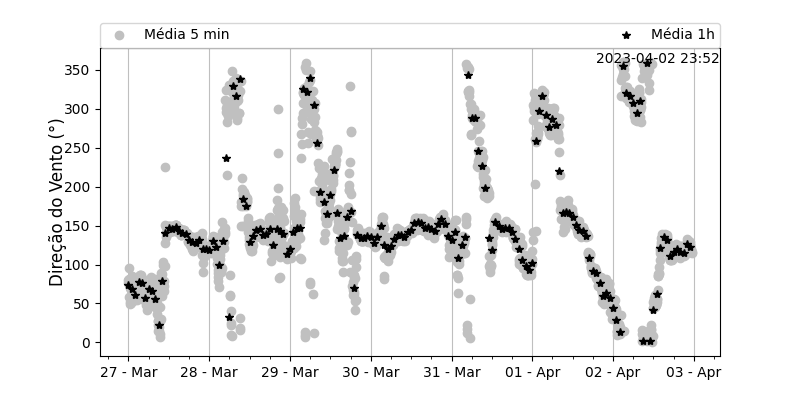 Média 5 min
Média 1h
2023-04-02 23:52
Direção do Vento (°)
350
300
250
200
150
100
50
0
27 - Mar
28 - Mar
29 - Mar
30 - Mar
31 - Mar
01 - Apr
02 - Apr
03 - Apr